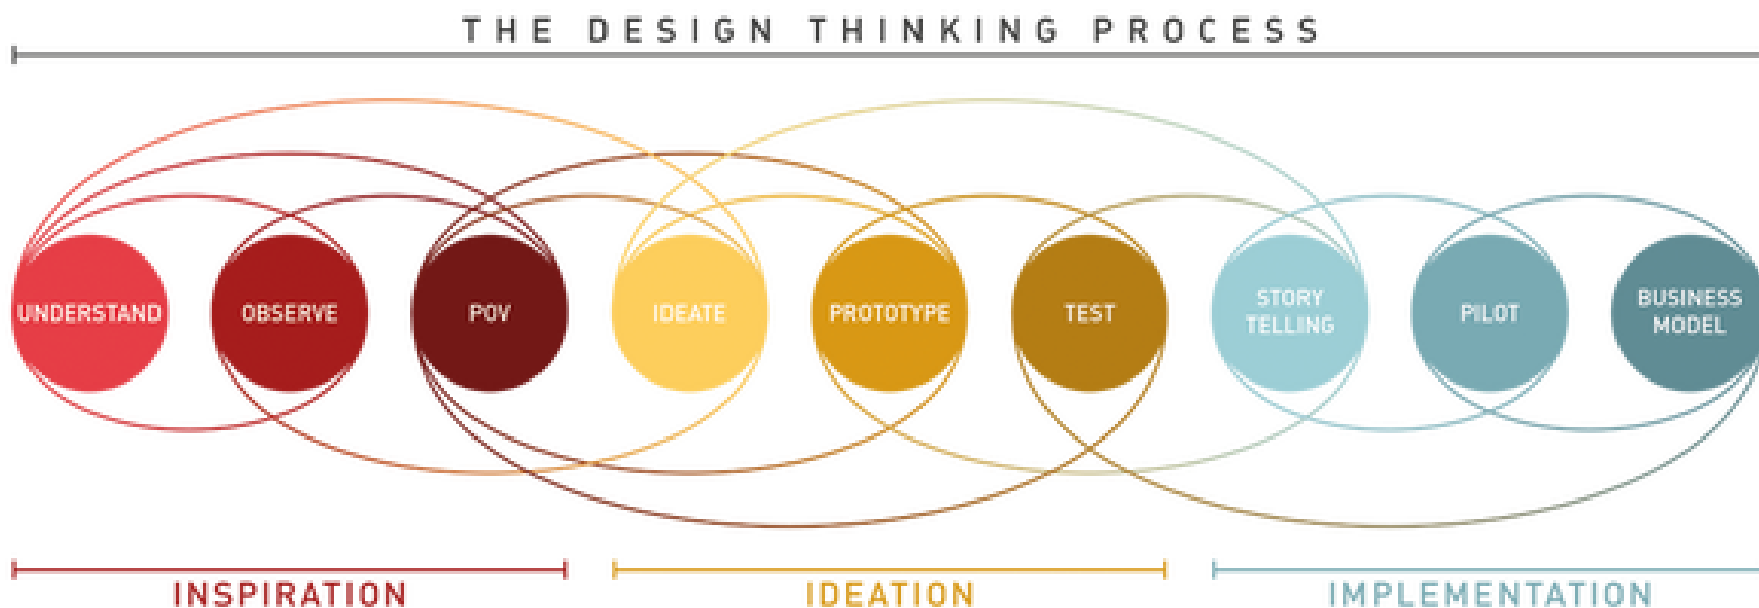 THE DESIGN THINKING PROCESS
UNDERSTAND
OBSERVE
POV
IDEATE
PROTOTYPE
TEST
STORY
TELLING
PILOT
BUSINESS
MODEL
INSPIRATION
IDEATION
IMPLEMENTATION